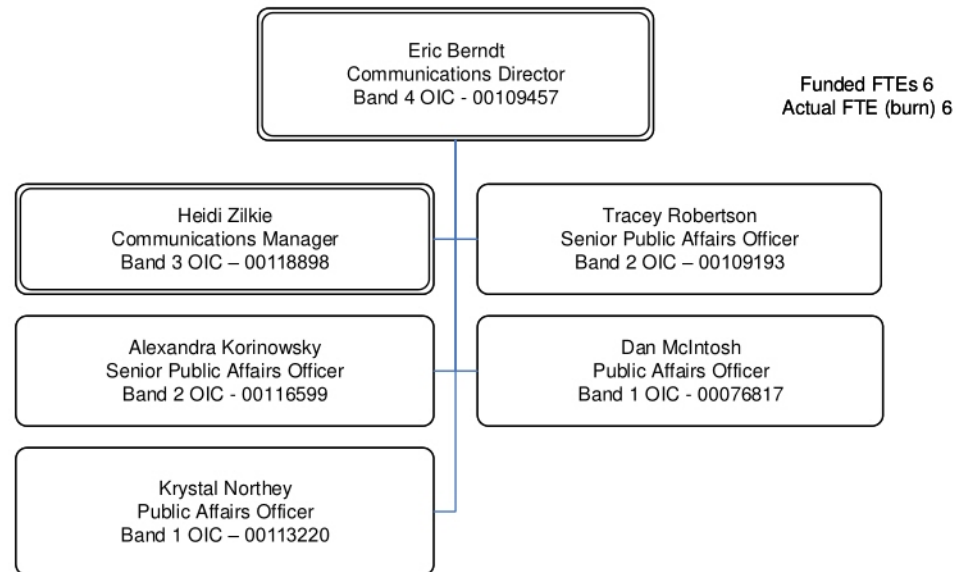 Eric Berndt
Communications Director
Band 4 OIC - 00109457
Funded FTEs 6
Actual FTE (burn) 6
Heidi Zilkie
Communications Manager
Band 3 OIC – 00118898
Tracey Robertson
Senior Public Affairs Officer
Band 2 OIC – 00109193
Alexandra Korinowsky
Senior Public Affairs Officer
Band 2 OIC - 00116599
Dan McIntosh
Public Affairs Officer
Band 1 OIC - 00076817
Krystal Northey
Public Affairs Officer
Band 1 OIC – 00113220